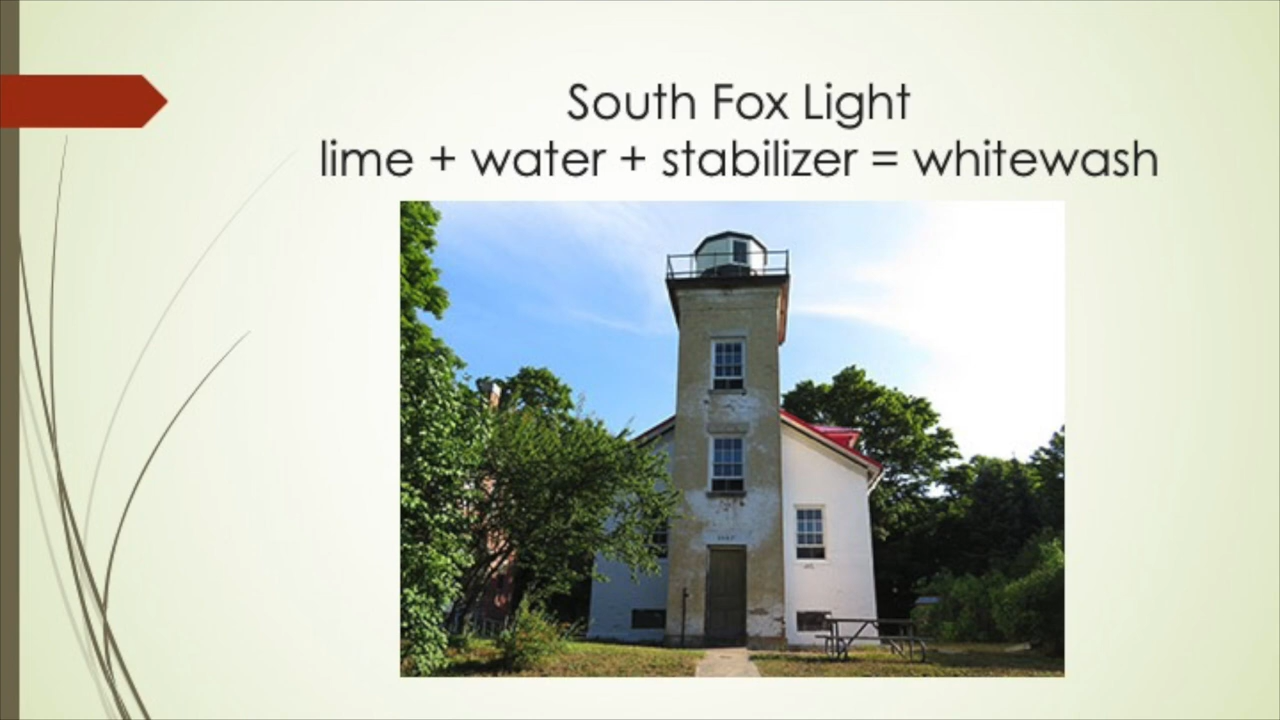 South Fox Light
lime + water + stabilizer = whitewash